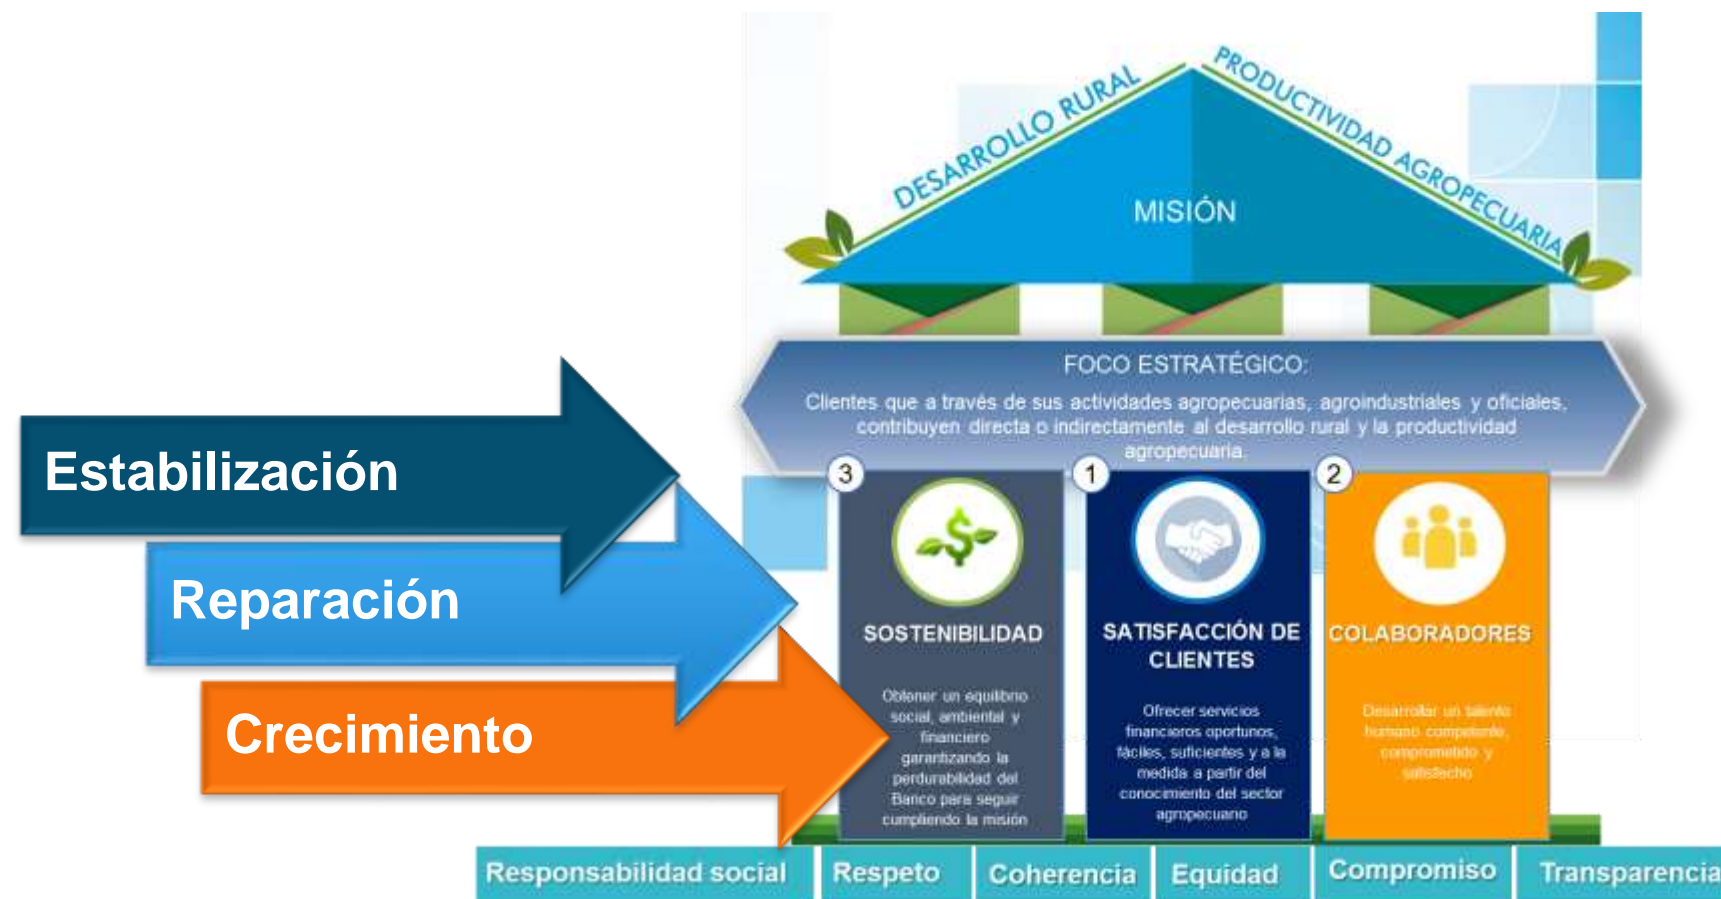 DESARROLLO RURAL
PRODUCTIVIDAD AGROPECUARIA
MISIÓN
FOCO ESTRATÉGICO:
Clientes que a través de sus actividades agropecuarias, agroindustriales y oficiales,
contribuyen directa o indirectamente al desarrollo rural y la productividad
agropecuaria.
Estabilización
Reparación
Crecimiento
3
SOSTENIBILIDAD
Obtener un equilibrio
social, ambiental y
financiero
garantizando la
perdurabilidad del
Banco para seguir
cumpliendo la misión
1
SATISFACCIÓN DE
CLIENTES
Ofrecer servicios
financieros oportunos,
fáciles, suficientes y a la
medida a partir del
conocimiento del sector
agropecuario
2
COLABORADORES
Desarrollar un talento
humano competente,
comprometido y
satisfecho
Responsabilidad social
Respeto
Coherencia
Equidad
Compromiso
Transparencia